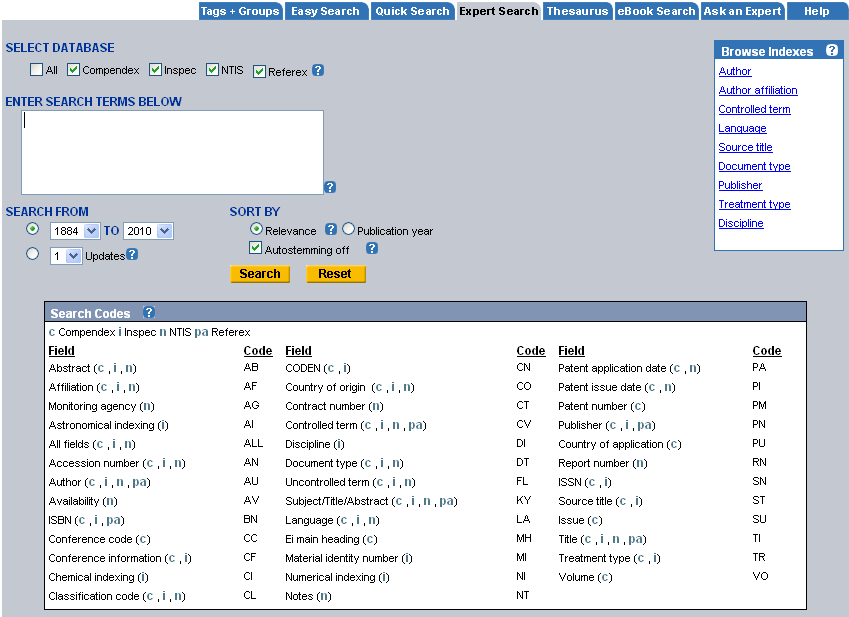 Tags + Groups Easy Search Quick Search Expert Search Thesaurus eBook Search Ask an Expert Help
SELECT DATABASE
All Compendex Inspec NTIS Referex ?
ENTER SEARCH TERMS BELOW
?
SEARCH FROM
1884 TO 2010
1 Updates ?
SORT BY
Relevance ? Publication year
Autostemming off ?
Search Reset
Browse Indexes ?
Author
Author affiliation
Controlled term
Language
Source title
Document type
Publisher
Treatment type
Discipline
Search Codes ?
c Compendex i Inspec n NTIS pa Referex
Field Code Field Code Field Code
Abstract (c , i , n) AB CODEN (c , i) CN Patent application date (c , n) PA
Affiliation (c , i , n) AF Country of origin (c , i , n) CO Patent issue date (c , n) PI
Monitoring agency (n) AG Contract number (n) CT Patent number (c) PM
Astronomical indexing (i) AI Controlled term (c , i , n , pa) CV Publisher (c , i , pa) PN
All fields (c , i , n) ALL Discipline (i) DI Country of application (c) PU
Accession number (c , i , n) AN Document type (c , i , n) DT Report number (n) RN
Author (c , i , n , pa) AU Uncontrolled term (c , i , n) FL ISSN (c , i) SN
Availability (n) AV Subject/Title/Abstract (c , i , n , pa) KY Source title (c , i) ST
ISBN (c , i , pa) BN Language (c , i , n) LA Issue (c) SU
Conference code (c) CC Ei main heading (c) MH Title (c , i , n , pa) TI
Conference information (c , i) CF Material identity number (i) MI Treatment type (c , i) TR
Chemical indexing (i) CI Numerical indexing (i) NI Volume (c) VO
Classification code (c , i , n) CL Notes (n) NT